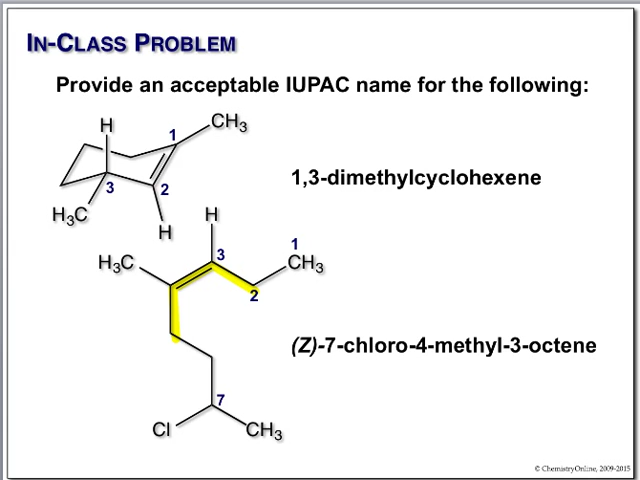 IN-CLASS PROBLEM
Provide an acceptable IUPAC name for the following:
H
1
CH3
3
2
H3C
H
1,3-dimethylcyclohexene
H
H3C
3
1
CH3
2
(Z)-7-chloro-4-methyl-3-octene
7
Cl
CH3
© ChemistryOnline, 2009-2015